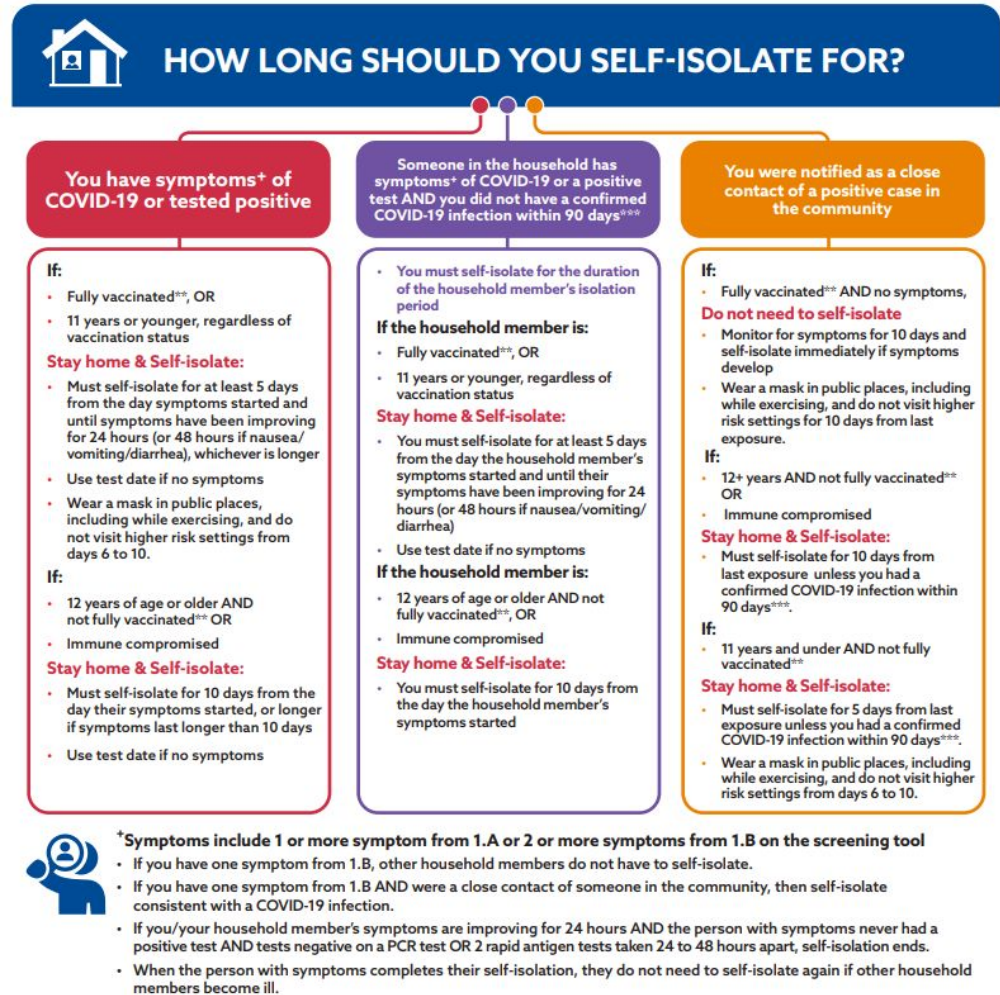 HOW LONG SHOULD YOU SELF-ISOLATE FOR?
You have symptoms⁺ of
COVID-19 or tested positive
If:
• Fully vaccinated**, OR
• 11 years or younger, regardless of
vaccination status
Stay home & Self-isolate:
• Must self-isolate for at least 5 days
from the day symptoms started and
until symptoms have been improving
for 24 hours (or 48 hours if nausea/
vomiting/diarrhea), whichever is longer
• Use test date if no symptoms
• Wear a mask in public places,
including while exercising, and do
not visit higher risk settings from
days 6 to 10.
If:
• 12 years of age or older AND
not fully vaccinated** OR
• Immune compromised
Stay home & Self-isolate:
• Must self-isolate for 10 days from the
day their symptoms started, or longer
if symptoms last longer than 10 days
• Use test date if no symptoms
Someone in the household has
symptoms⁺ of COVID-19 or a positive
test AND you did not have a confirmed
COVID-19 infection within 90 days***
• You must self-isolate for the duration
of the household member's isolation
period
If the household member is:
• Fully vaccinated**, OR
• 11 years or younger, regardless of
vaccination status
Stay home & Self-isolate:
• You must self-isolate for at least 5 days
from the day the household member's
symptoms started and until their
symptoms have been improving for 24
hours (or 48 hours if nausea/vomiting/
diarrhea)
• Use test date if no symptoms
If the household member is:
• 12 years of age or older AND not
fully vaccinated**, OR
• Immune compromised
Stay home & Self-isolate:
• You must self-isolate for 10 days from
the day the household member's
symptoms started
You were notified as a close
contact of a positive case in
the community
If:
• Fully vaccinated** AND no symptoms,
Do not need to self-isolate
• Monitor for symptoms for 10 days and
self-isolate immediately if symptoms
develop
• Wear a mask in public places, including
while exercising, and do not visit higher
risk settings for 10 days from last
exposure.
If:
• 12+ years AND not fully vaccinated**
OR
• Immune compromised
Stay home & Self-isolate:
• Must self-isolate for 10 days from
last exposure unless you had a
confirmed COVID-19 infection within
90 days***.
If:
• 11 years and under AND not fully
vaccinated**
Stay home & Self-isolate:
• Must self-isolate for 5 days from last
exposure unless you had a confirmed
COVID-19 infection within 90 days***.
• Wear a mask in public places, including
while exercising, and do not visit higher
risk settings from days 6 to 10.
⁺Symptoms include 1 or more symptom from 1.A or 2 or more symptoms from 1.B on the screening tool
• If you have one symptom from 1.B, other household members do not have to self-isolate.
• If you have one symptom from 1.B AND were a close contact of someone in the community, then self-isolate
consistent with a COVID-19 infection.
• If you/your household member's symptoms are improving for 24 hours AND the person with symptoms never had a
positive test AND tests negative on a PCR test OR 2 rapid antigen tests taken 24 to 48 hours apart, self-isolation ends.
• When the person with symptoms completes their self-isolation, they do not need to self-isolate again if other household
members become ill.